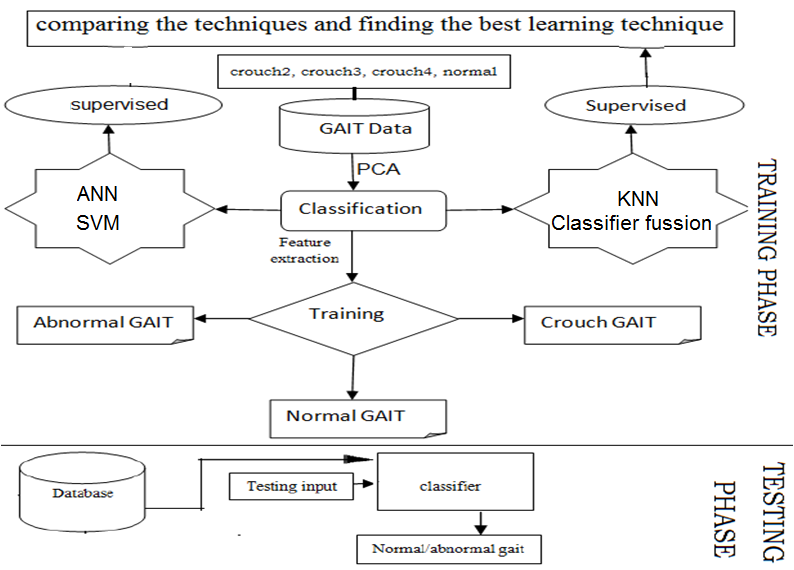 comparing the techniques and finding the best learning technique
crouch2, crouch3, crouch4, normal
supervised
GAIT Data
Supervised
PCA
ANN
SVM
Classification
KNN
Classifier fussion
Feature
extraction
Training
Abnormal GAIT
Crouch GAIT
Normal GAIT
TRAINING PHASE
Database
Testing input
classifier
Normal/abnormal gait
TESTING
PHASE